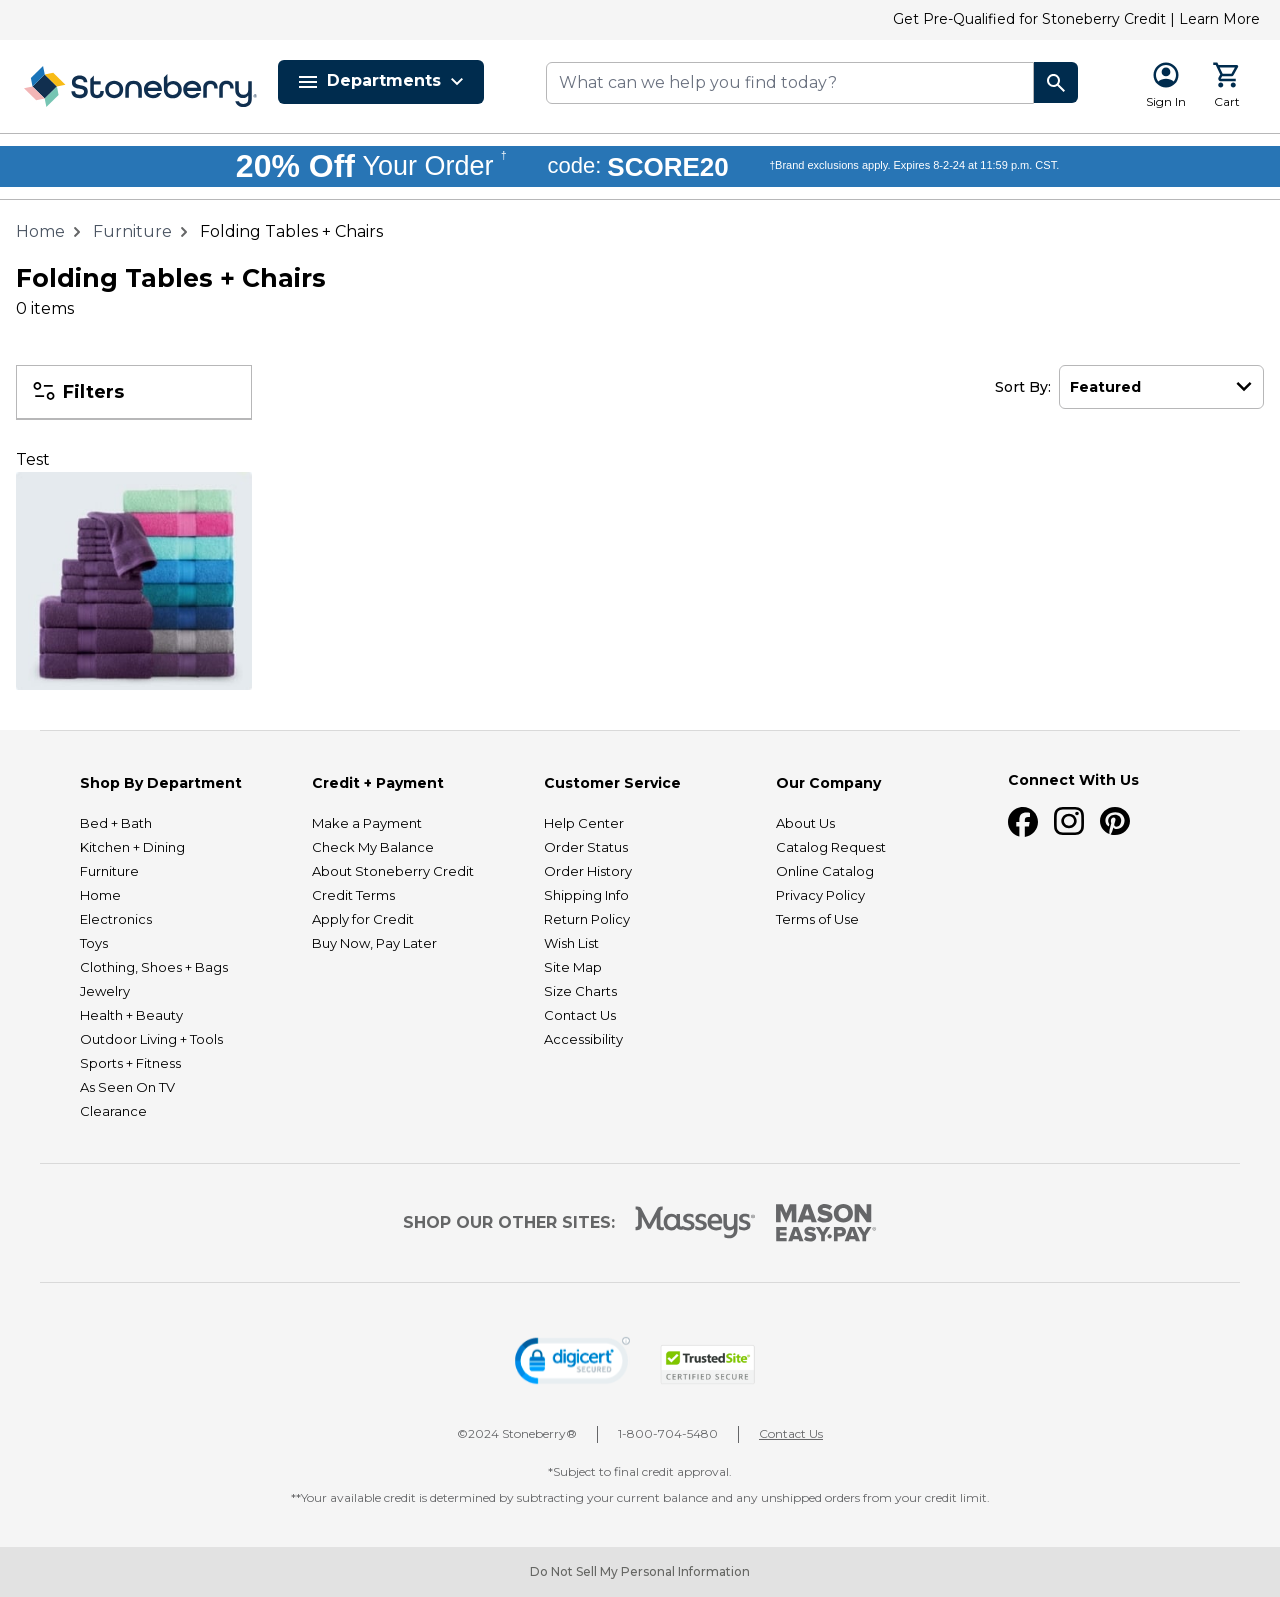 Get Pre-Qualified for Stoneberry Credit | Learn More
Stoneberry.
Departments
What can we help you find today?
Sign In
Cart
20% Off Your Order † code: SCORE20 †Brand exclusions apply. Expires 8-2-24 at 11:59 p.m. CST.
Home > Furniture > Folding Tables + Chairs
Folding Tables + Chairs
0 items
Filters
Sort By: Featured
Test
Shop By Department
Bed + Bath
Kitchen + Dining
Furniture
Home
Electronics
Toys
Clothing, Shoes + Bags
Jewelry
Health + Beauty
Outdoor Living + Tools
Sports + Fitness
As Seen On TV
Clearance
Credit + Payment
Make a Payment
Check My Balance
About Stoneberry Credit
Credit Terms
Apply for Credit
Buy Now, Pay Later
Customer Service
Help Center
Order Status
Order History
Shipping Info
Return Policy
Wish List
Site Map
Size Charts
Contact Us
Accessibility
Our Company
About Us
Catalog Request
Online Catalog
Privacy Policy
Terms of Use
Connect With Us
SHOP OUR OTHER SITES:
Masseys
MASON
EASY•PAY
digicert
SECURED
TrustedSite
CERTIFIED SECURE
©2024 Stoneberry®
1-800-704-5480
Contact Us
*Subject to final credit approval.
**Your available credit is determined by subtracting your current balance and any unshipped orders from your credit limit.
Do Not Sell My Personal Information